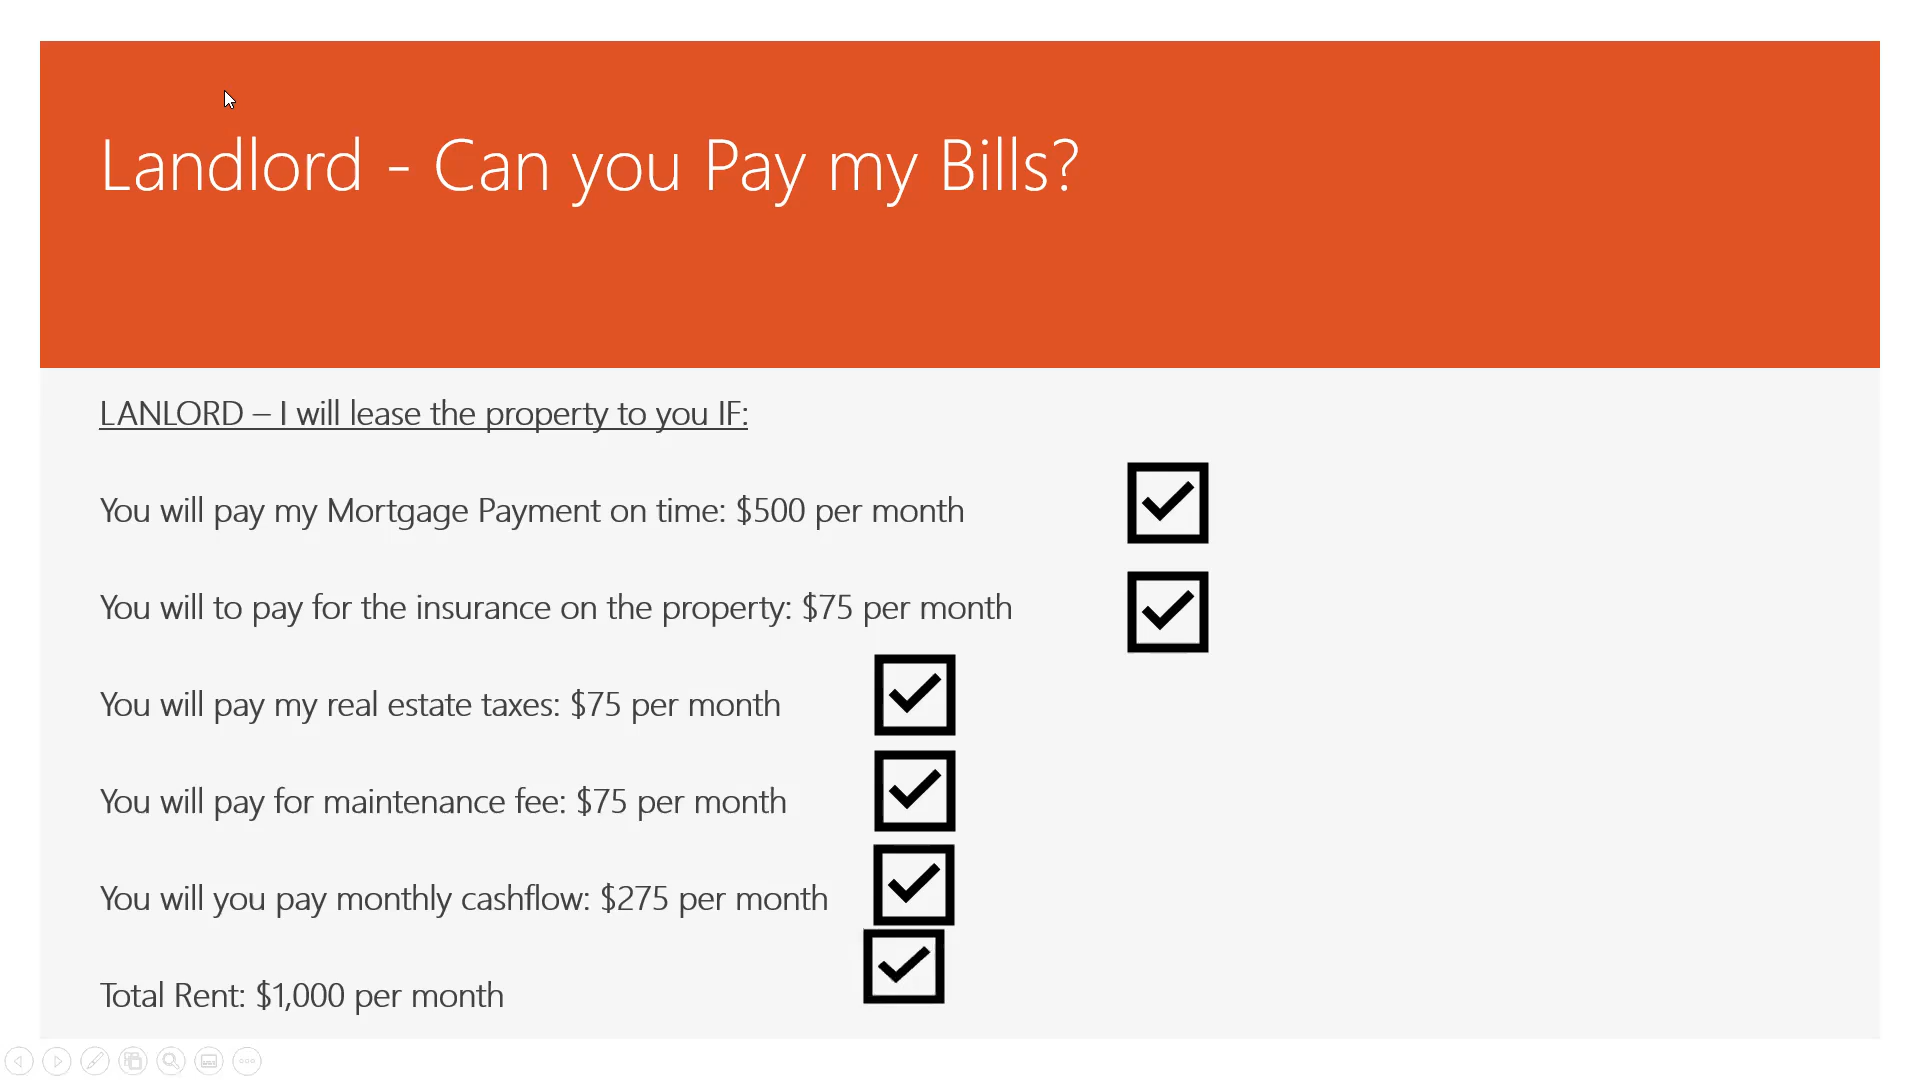 Landlord - Can you Pay my Bills?
LANLORD – I will lease the property to you IF:
You will pay my Mortgage Payment on time: $500 per month
You will to pay for the insurance on the property: $75 per month
You will pay my real estate taxes: $75 per month
You will pay for maintenance fee: $75 per month
You will you pay monthly cashflow: $275 per month
Total Rent: $1,000 per month